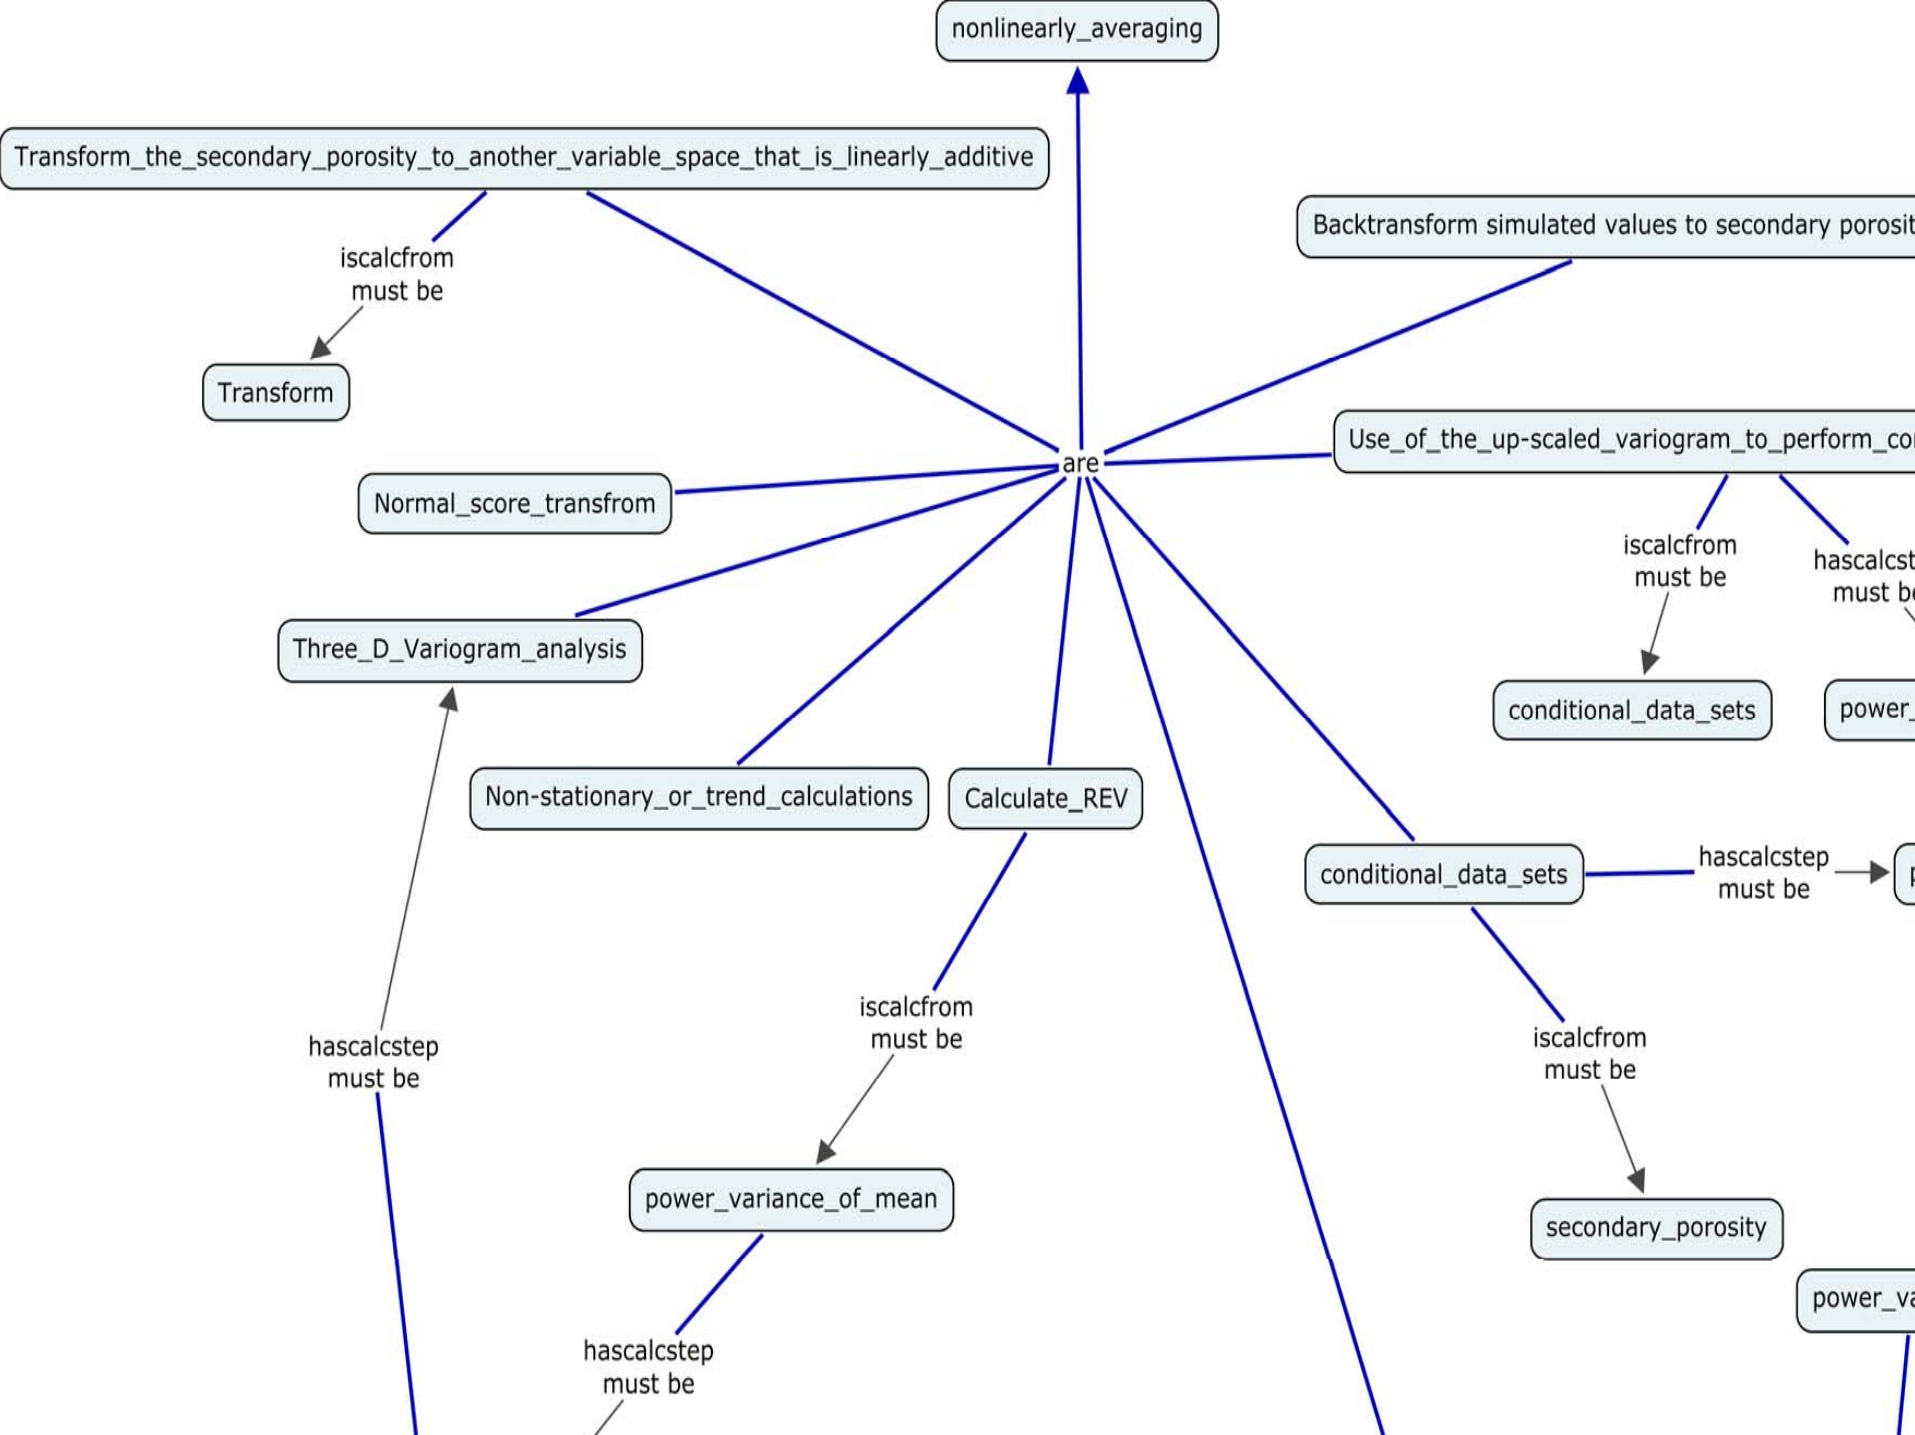 nonlinearly_averaging
Transform_the_secondary_porosity_to_another_variable_space_that_is_linearly_additive
Backtransform simulated values to secondary porosit
iscalcfrom
must be
Transform
are
Use_of_the_up-scaled_variogram_to_perform_co
Normal_score_transfrom
iscalcfrom
must be
hascalcst
must be
Three_D_Variogram_analysis
conditional_data_sets
power_
Non-stationary_or_trend_calculations
Calculate_REV
conditional_data_sets
hascalcstep
must be
iscalcfrom
must be
hascalcstep
must be
iscalcfrom
must be
power_variance_of_mean
secondary_porosity
power_va
hascalcstep
must be